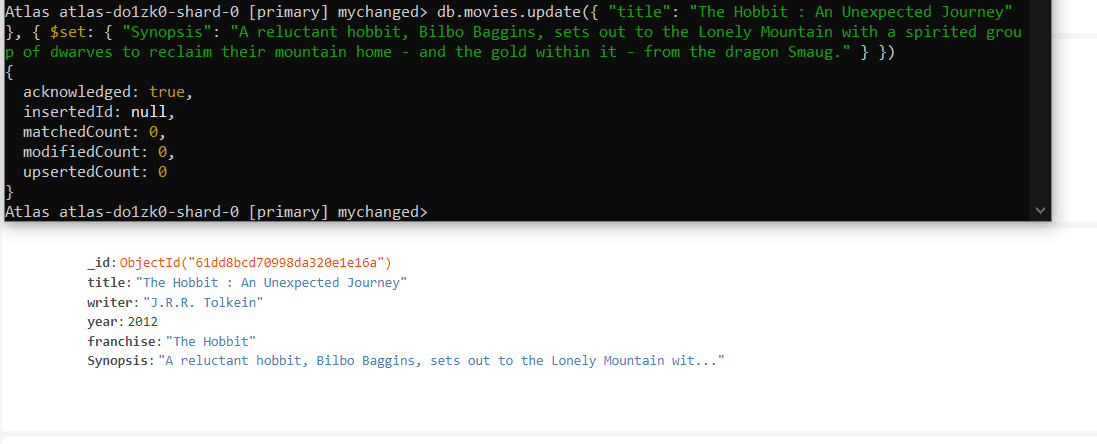 Atlas atlas-do1zk0-shard-0 [primary] mychanged> db.movies.update({ "title": "The Hobbit : An Unexpected Journey"
}, { $set: { "Synopsis": "A reluctant hobbit, Bilbo Baggins, sets out to the Lonely Mountain with a spirited grou
p of dwarves to reclaim their mountain home - and the gold within it - from the dragon Smaug." } })
{
  acknowledged: true,
  insertedId: null,
  matchedCount: 0,
  modifiedCount: 0,
  upsertedCount: 0
}
Atlas atlas-do1zk0-shard-0 [primary] mychanged>
_id: ObjectId("61dd8bcd70998da320e1e16a")
title: "The Hobbit : An Unexpected Journey"
writer: "J.R.R. Tolkein"
year: 2012
franchise: "The Hobbit"
Synopsis: "A reluctant hobbit, Bilbo Baggins, sets out to the Lonely Mountain wit..."